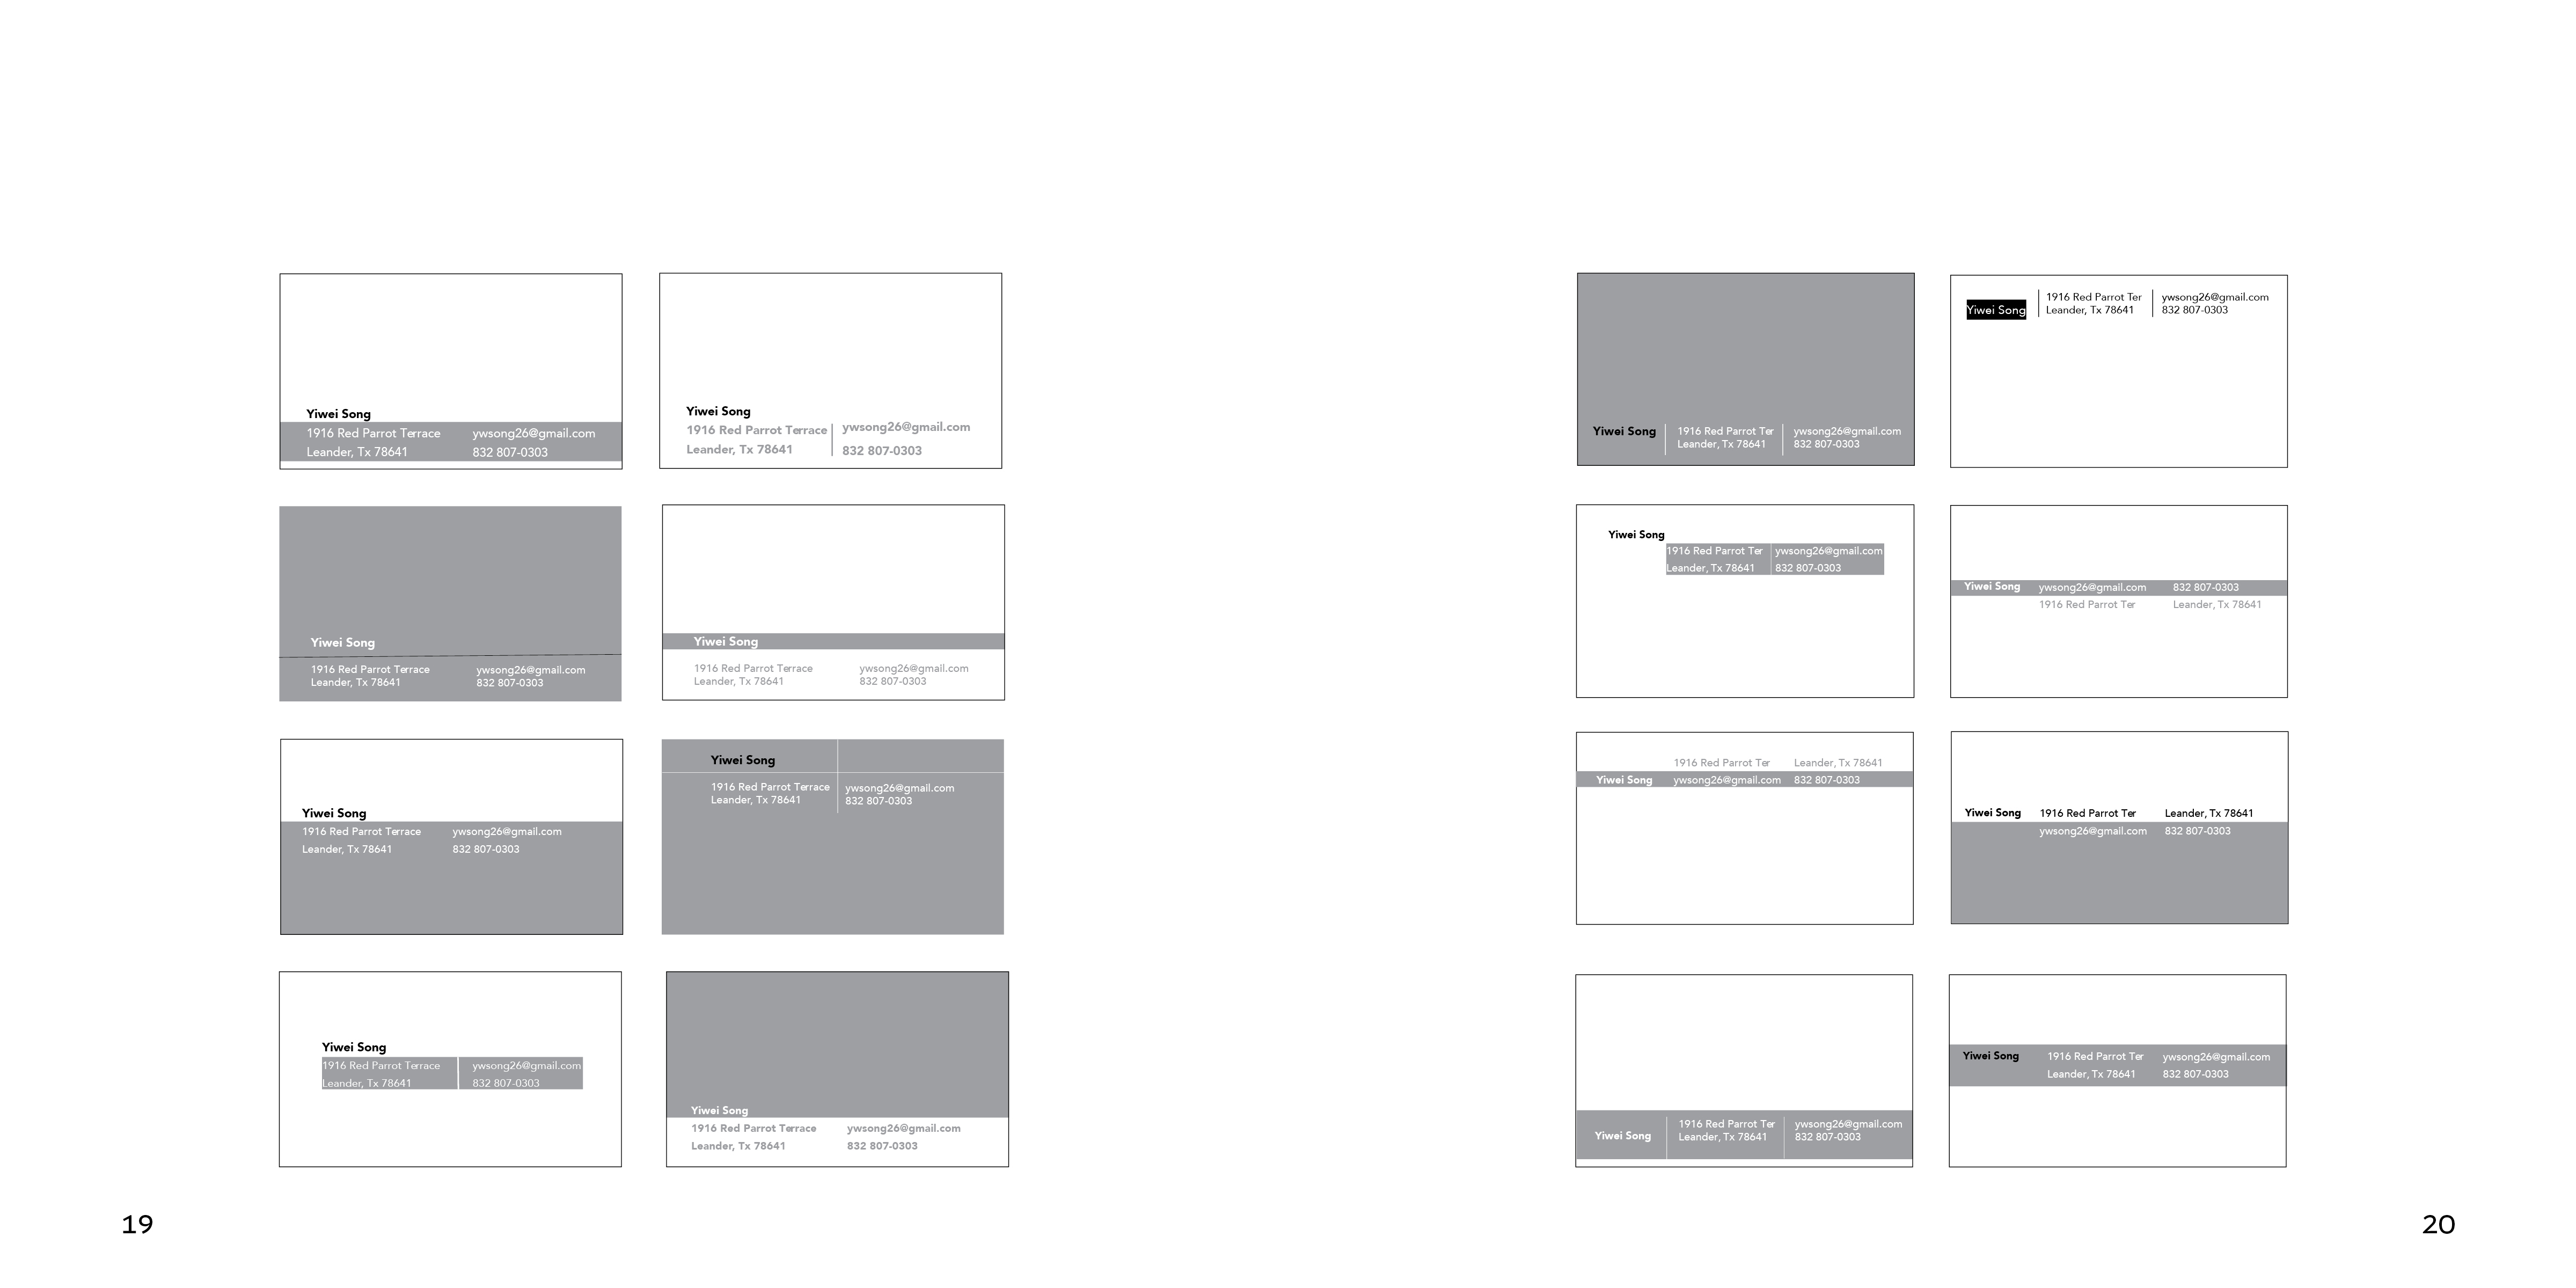 Yiwei Song
1916 Red Parrot Terrace ywsong26@gmail.com
Leander, Tx 78641 832 807-0303
Yiwei Song
1916 Red Parrot Terrace ywsong26@gmail.com
Leander, Tx 78641 832 807-0303
Yiwei Song
1916 Red Parrot Terrace ywsong26@gmail.com
Leander, Tx 78641 832 807-0303
Yiwei Song
1916 Red Parrot Terrace ywsong26@gmail.com
Leander, Tx 78641 832 807-0303
Yiwei Song
1916 Red Parrot Terrace ywsong26@gmail.com
Leander, Tx 78641 832 807-0303
Yiwei Song
1916 Red Parrot Terrace ywsong26@gmail.com
Leander, Tx 78641 832 807-0303
Yiwei Song
1916 Red Parrot Terrace ywsong26@gmail.com
Leander, Tx 78641 832 807-0303
Yiwei Song
1916 Red Parrot Terrace ywsong26@gmail.com
Leander, Tx 78641 832 807-0303
19
Yiwei Song 1916 Red Parrot Ter ywsong26@gmail.com
Leander, Tx 78641 832 807-0303
1916 Red Parrot Ter ywsong26@gmail.com
Yiwei Song Leander, Tx 78641 832 807-0303
Yiwei Song
1916 Red Parrot Ter ywsong26@gmail.com
Leander, Tx 78641 832 807-0303
Yiwei Song ywsong26@gmail.com 832 807-0303
1916 Red Parrot Ter Leander, Tx 78641
1916 Red Parrot Ter Leander, Tx 78641
Yiwei Song ywsong26@gmail.com 832 807-0303
Yiwei Song 1916 Red Parrot Ter Leander, Tx 78641
ywsong26@gmail.com 832 807-0303
1916 Red Parrot Ter ywsong26@gmail.com
Yiwei Song Leander, Tx 78641 832 807-0303
Yiwei Song 1916 Red Parrot Ter ywsong26@gmail.com
Leander, Tx 78641 832 807-0303
20